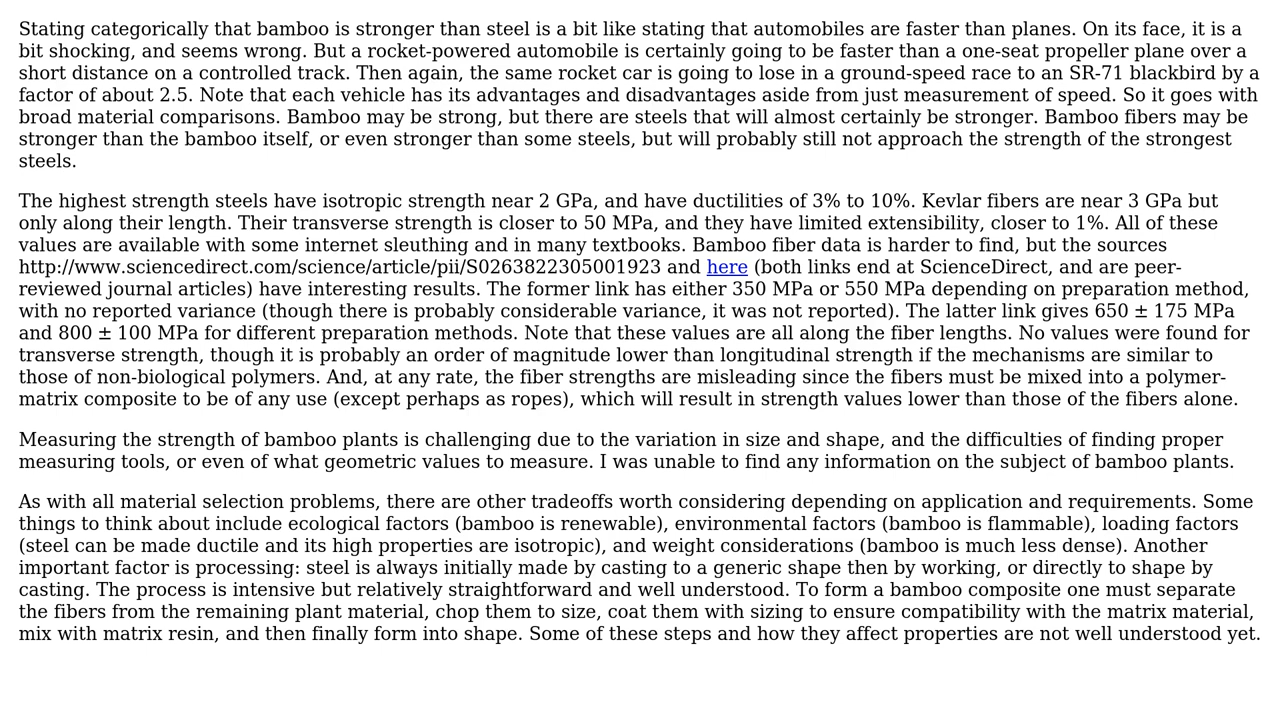 Stating categorically that bamboo is stronger than steel is a bit like stating that automobiles are faster than planes. On its face, it is a
bit shocking, and seems wrong. But a rocket-powered automobile is certainly going to be faster than a one-seat propeller plane over a
short distance on a controlled track. Then again, the same rocket car is going to lose in a ground-speed race to an SR-71 blackbird by a
factor of about 2.5. Note that each vehicle has its advantages and disadvantages aside from just measurement of speed. So it goes with
broad material comparisons. Bamboo may be strong, but there are steels that will almost certainly be stronger. Bamboo fibers may be
stronger than the bamboo itself, or even stronger than some steels, but will probably still not approach the strength of the strongest
steels.
The highest strength steels have isotropic strength near 2 GPa, and have ductilities of 3% to 10%. Kevlar fibers are near 3 GPa but
only along their length. Their transverse strength is closer to 50 MPa, and they have limited extensibility, closer to 1%. All of these
values are available with some internet sleuthing and in many textbooks. Bamboo fiber data is harder to find, but the sources
http://www.sciencedirect.com/science/article/pii/S0263822305001923 and here (both links end at ScienceDirect, and are peer-
reviewed journal articles) have interesting results. The former link has either 350 MPa or 550 MPa depending on preparation method,
with no reported variance (though there is probably considerable variance, it was not reported). The latter link gives 650 ± 175 MPa
and 800 ± 100 MPa for different preparation methods. Note that these values are all along the fiber lengths. No values were found for
transverse strength, though it is probably an order of magnitude lower than longitudinal strength if the mechanisms are similar to
those of non-biological polymers. And, at any rate, the fiber strengths are misleading since the fibers must be mixed into a polymer-
matrix composite to be of any use (except perhaps as ropes), which will result in strength values lower than those of the fibers alone.
Measuring the strength of bamboo plants is challenging due to the variation in size and shape, and the difficulties of finding proper
measuring tools, or even of what geometric values to measure. I was unable to find any information on the subject of bamboo plants.
As with all material selection problems, there are other tradeoffs worth considering depending on application and requirements. Some
things to think about include ecological factors (bamboo is renewable), environmental factors (bamboo is flammable), loading factors
(steel can be made ductile and its high properties are isotropic), and weight considerations (bamboo is much less dense). Another
important factor is processing: steel is always initially made by casting to a generic shape then by working, or directly to shape by
casting. The process is intensive but relatively straightforward and well understood. To form a bamboo composite one must separate
the fibers from the remaining plant material, chop them to size, coat them with sizing to ensure compatibility with the matrix material,
mix with matrix resin, and then finally form into shape. Some of these steps and how they affect properties are not well understood yet.